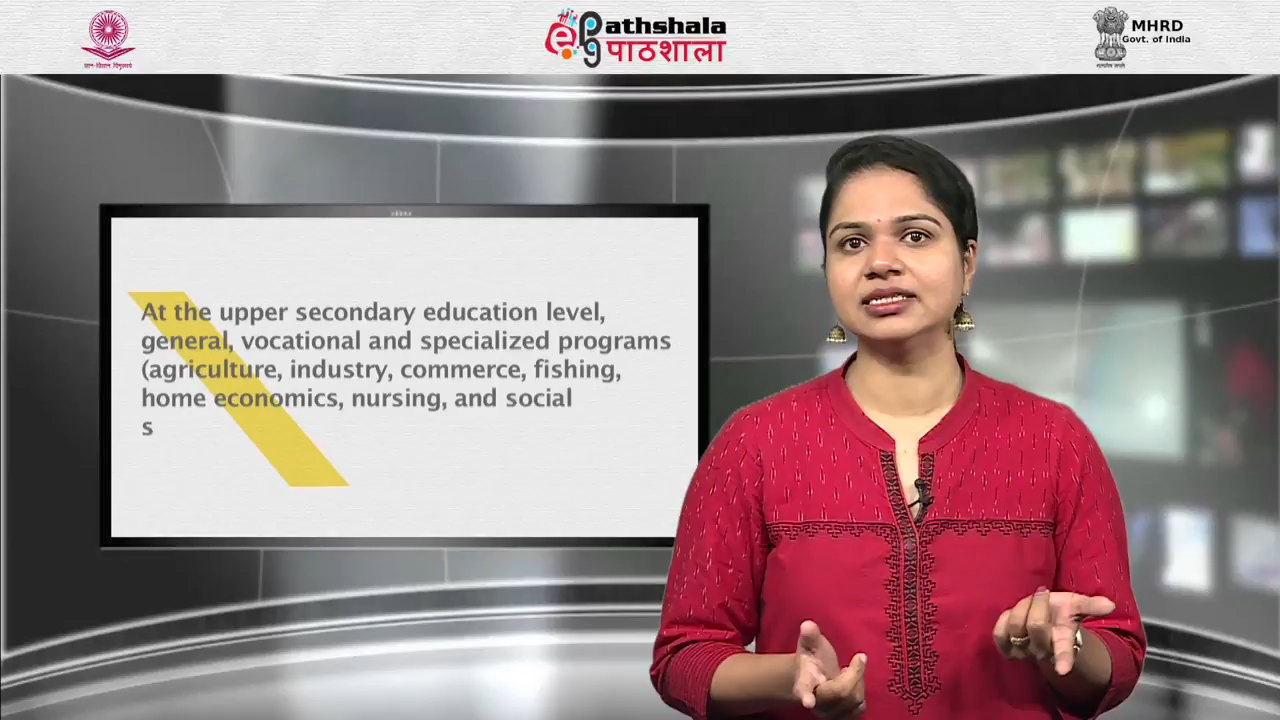 ePathshala
पाठशाला
MHRD
Govt. of India
At the upper secondary education level,
general, vocational and specialized programs
(agriculture, industry, commerce, fishing,
home economics, nursing, and social
s